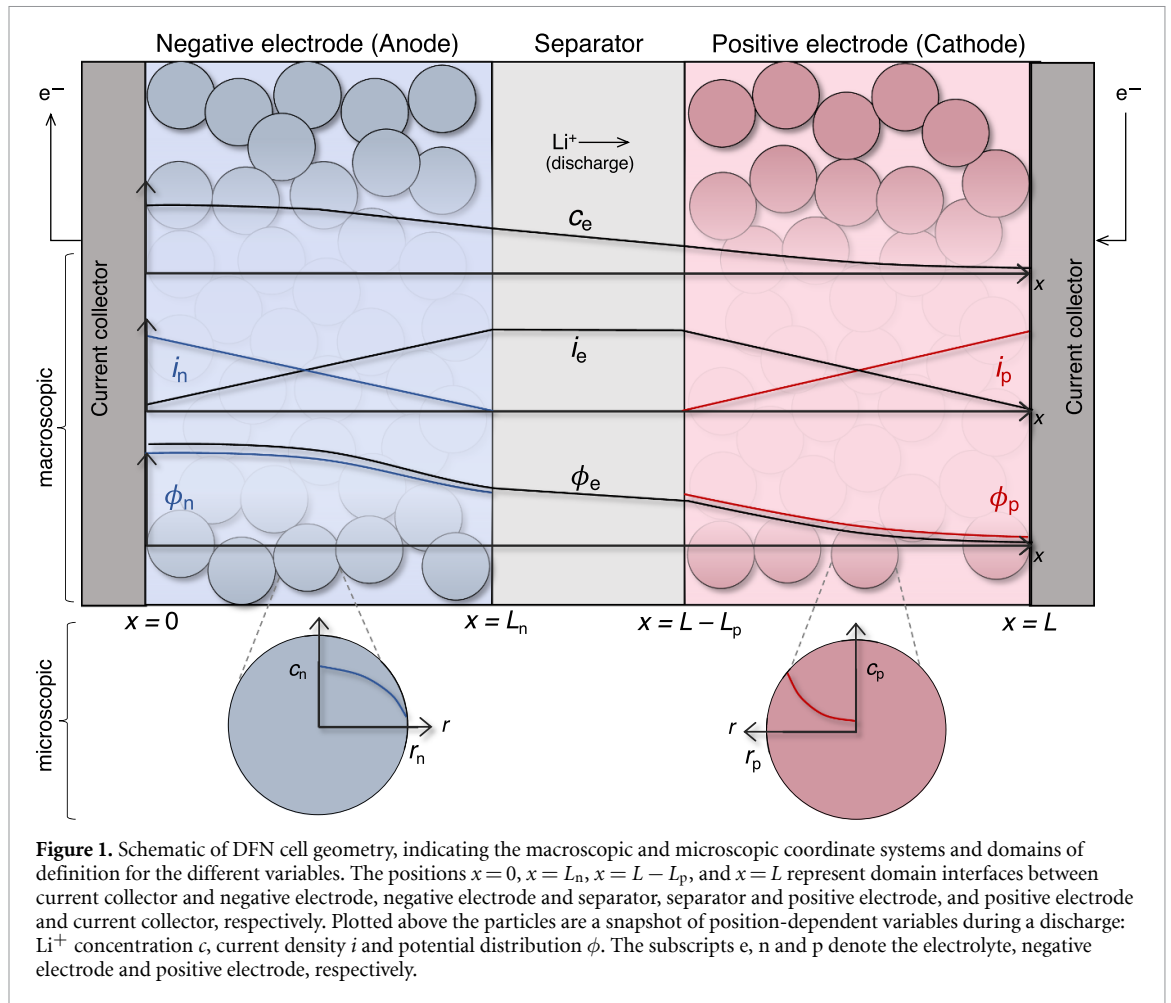 Negative electrode (Anode)
Separator
Positive electrode (Cathode)
e⁻
e⁻
Li⁺
(discharge)
cₑ
x
Current collector
Current collector
macroscopic
iₙ
iₑ
iₚ
x
ϕₙ
ϕₑ
ϕₚ
x
x = 0
x = Lₙ
x = L – Lₚ
x = L
microscopic
cₙ
r
rₙ
cₚ
r
rₚ
Figure 1. Schematic of DFN cell geometry, indicating the macroscopic and microscopic coordinate systems and domains of
definition for the different variables. The positions x = 0, x = Lₙ, x = L − Lₚ, and x = L represent domain interfaces between
current collector and negative electrode, negative electrode and separator, separator and positive electrode, and positive electrode
and current collector, respectively. Plotted above the particles are a snapshot of position-dependent variables during a discharge:
Li⁺ concentration c, current density i and potential distribution ϕ. The subscripts e, n and p denote the electrolyte, negative
electrode and positive electrode, respectively.